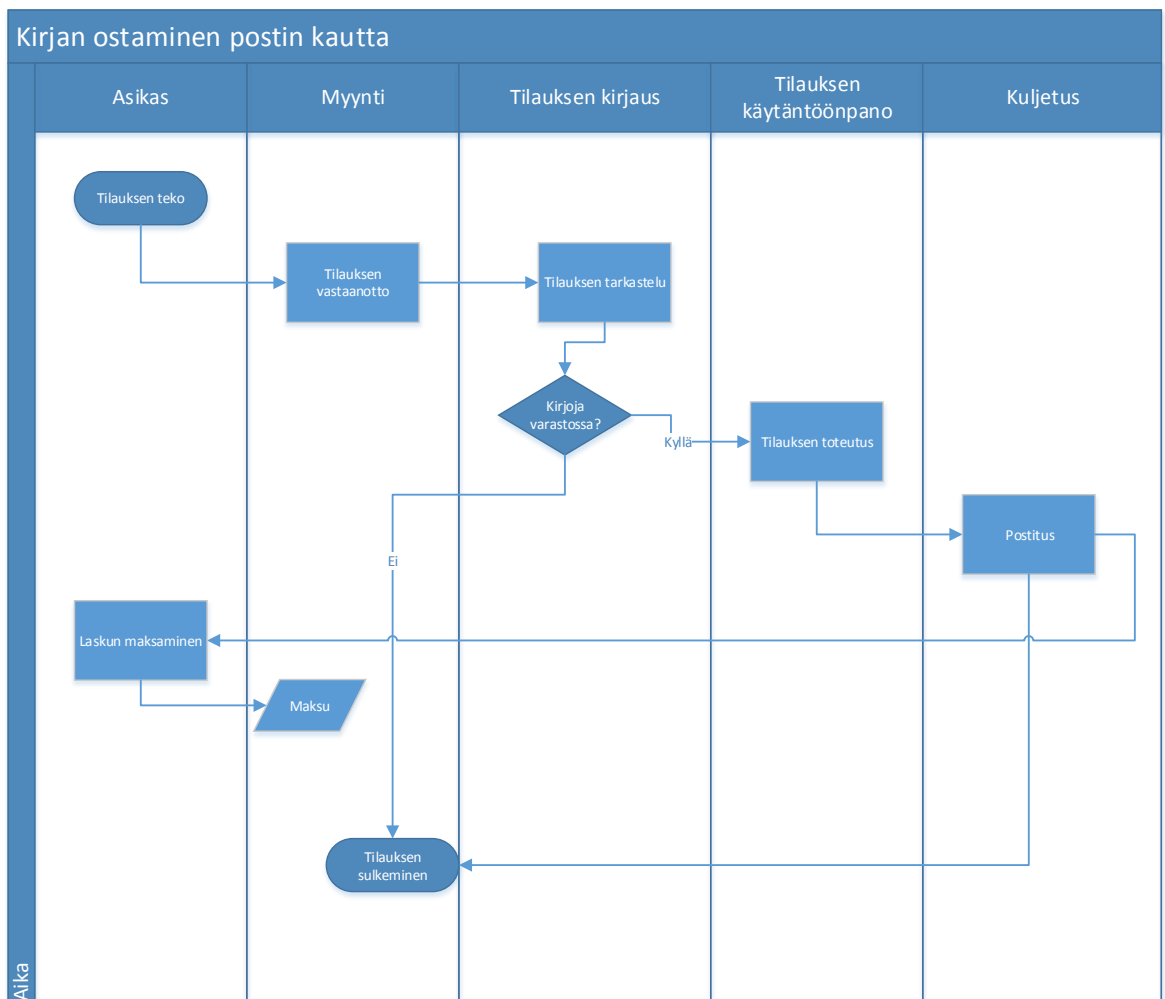 Kirjan ostaminen postin kautta
Asikas
Myynti
Tilauksen kirjaus
Tilauksen
käytäntöönpano
Kuljetus
Tilauksen teko
Tilauksen
vastaanotto
Tilauksen tarkastelu
Kirjoja
varastossa?
Kyllä
Tilauksen toteutus
Postitus
Ei
Laskun maksaminen
Maksu
Tilauksen
sulkeminen
Aika